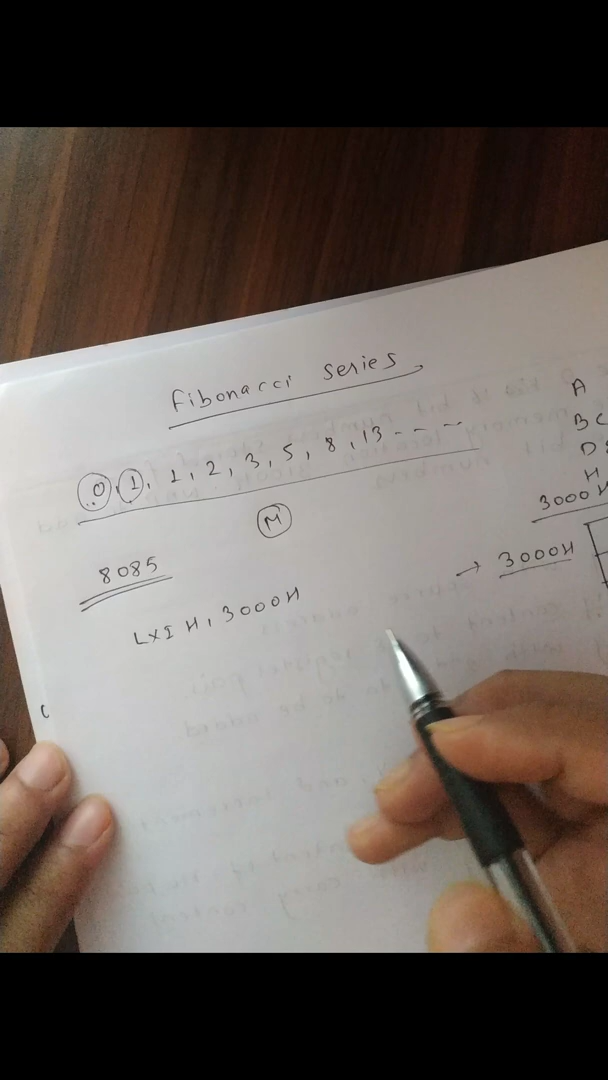 Fibonacci Series
0, 1, 1, 2, 3, 5, 8, 13 - - - - -
M
8085
LXI H, 3000H
A
B C
D
H
3000H
→ 3000H